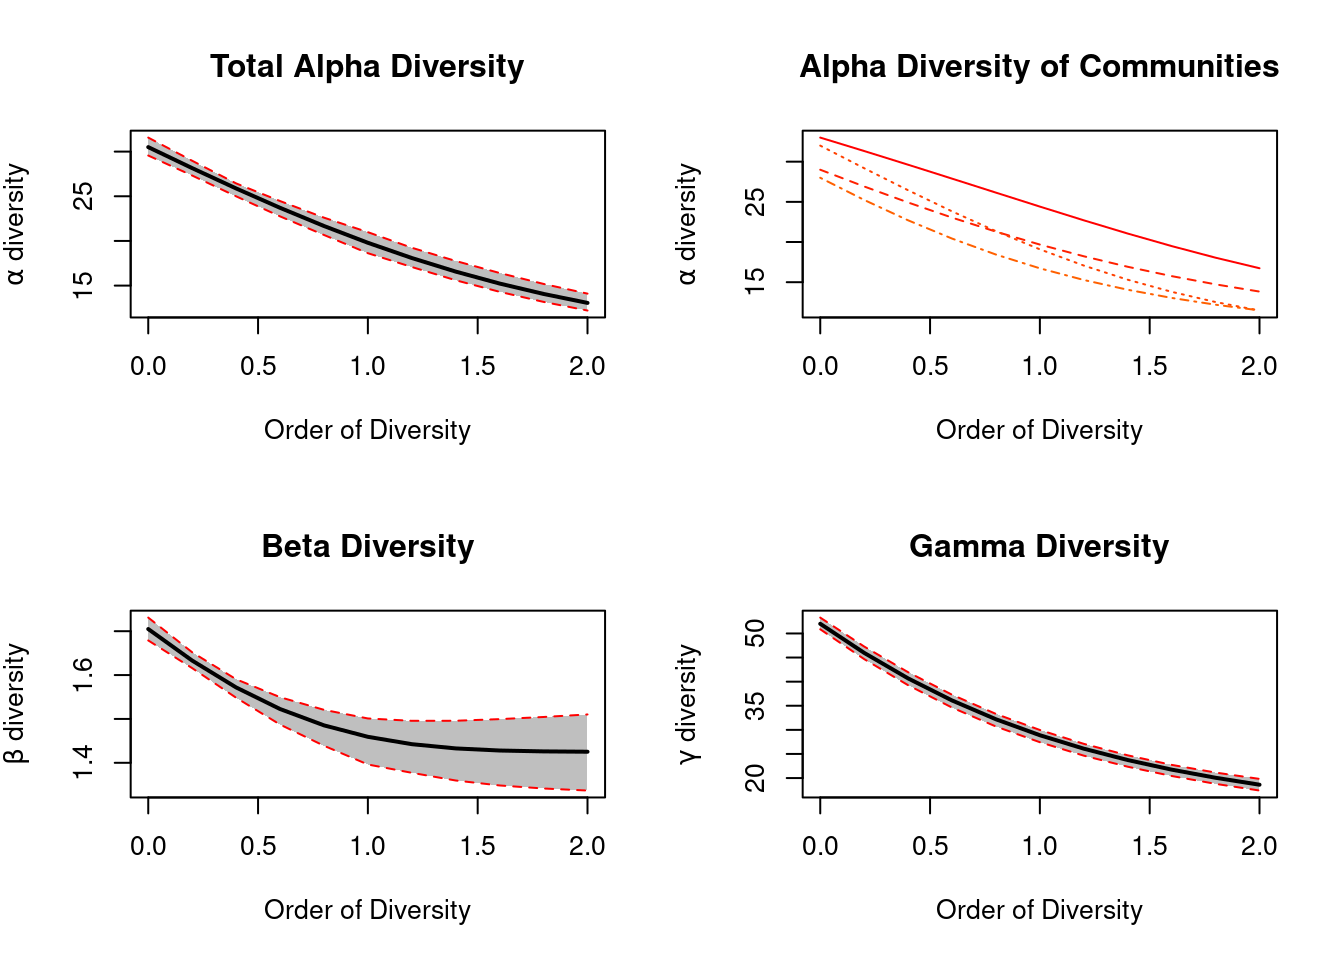 Total Alpha Diversity
α diversity
25
15
0.0 0.5 1.0 1.5 2.0
Order of Diversity
Alpha Diversity of Communities
α diversity
25
15
0.0 0.5 1.0 1.5 2.0
Order of Diversity
Beta Diversity
β diversity
1.6
1.4
0.0 0.5 1.0 1.5 2.0
Order of Diversity
Gamma Diversity
γ diversity
50
35
20
0.0 0.5 1.0 1.5 2.0
Order of Diversity